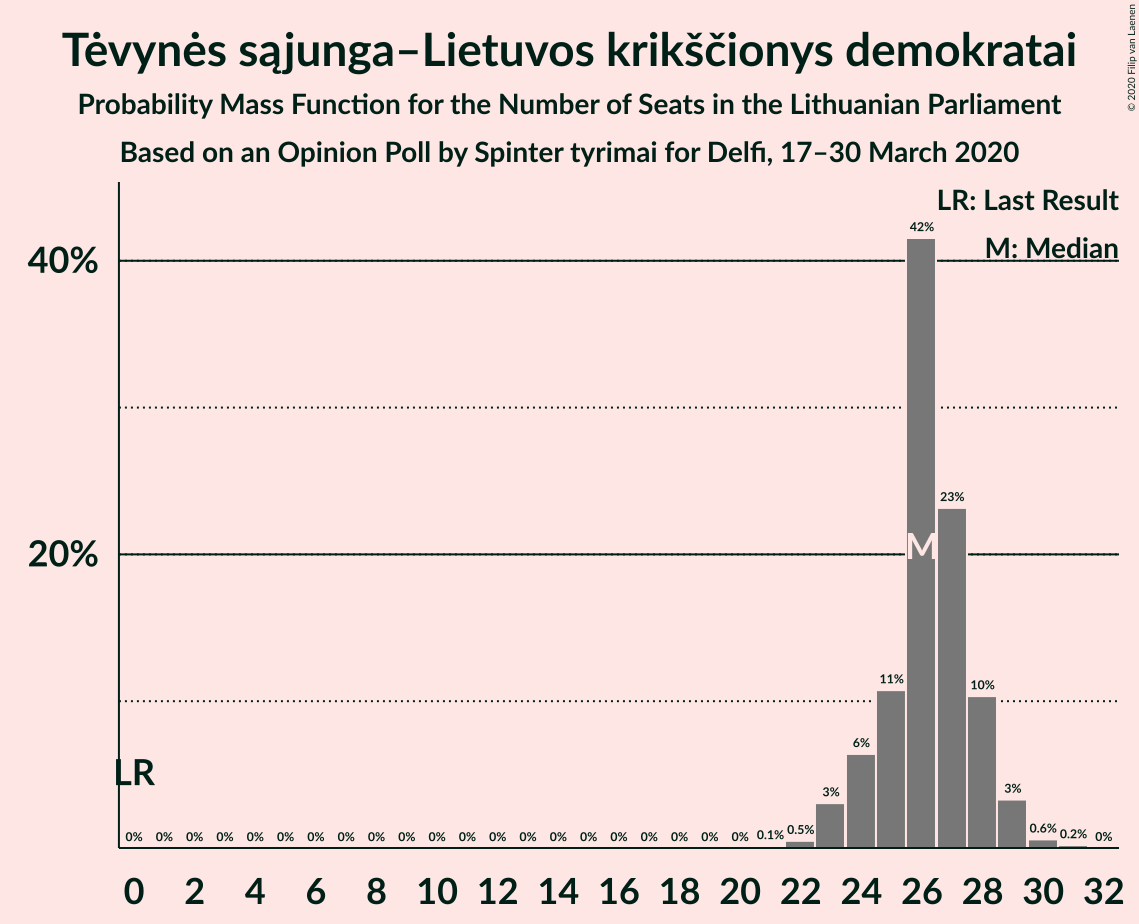 Tėvynės sąjunga–Lietuvos krikščionys demokratai
Probability Mass Function for the Number of Seats in the Lithuanian Parliament
Based on an Opinion Poll by Spinter tyrimai for Delfi, 17–30 March 2020
© 2020 Filip van Laenen
LR: Last Result
M: Median
40%
20%
42%
23%
11%
10%
6%
3%
3%
M
LR
0% 0% 0% 0% 0% 0% 0% 0% 0% 0% 0% 0% 0% 0% 0% 0% 0% 0% 0% 0% 0% 0.1% 0.5% 0.6% 0.2% 0%
0 2 4 6 8 10 12 14 16 18 20 22 24 26 28 30 32